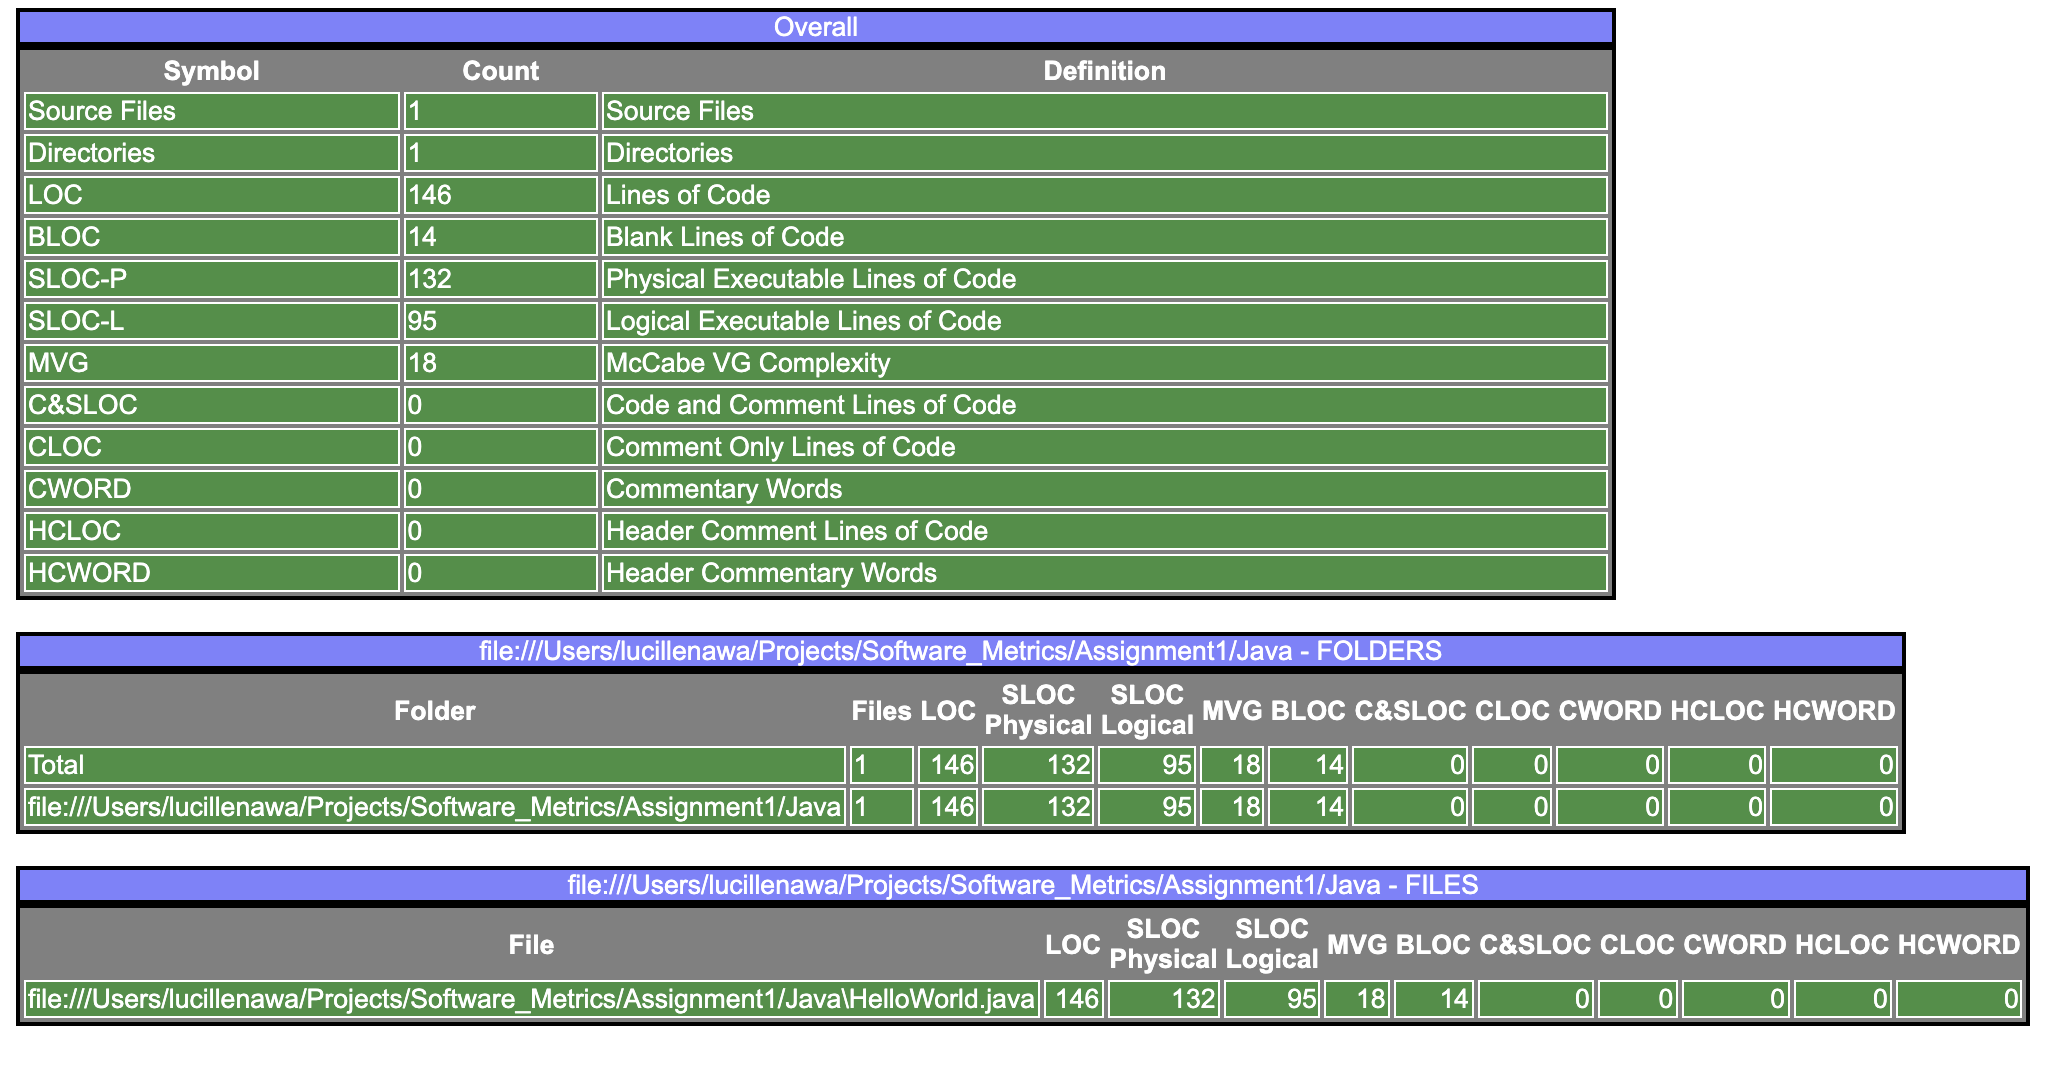 Overall
Symbol Count Definition
Source Files 1 Source Files
Directories 1 Directories
LOC 146 Lines of Code
BLOC 14 Blank Lines of Code
SLOC-P 132 Physical Executable Lines of Code
SLOC-L 95 Logical Executable Lines of Code
MVG 18 McCabe VG Complexity
C&SLOC 0 Code and Comment Lines of Code
CLOC 0 Comment Only Lines of Code
CWORD 0 Commentary Words
HCLOC 0 Header Comment Lines of Code
HCWORD 0 Header Commentary Words
file:///Users/lucillenawa/Projects/Software_Metrics/Assignment1/Java - FOLDERS
Folder Files LOC SLOC Physical SLOC Logical MVG BLOC C&SLOC CLOC CWORD HCLOC HCWORD
Total 1 146 132 95 18 14 0 0 0 0 0
file:///Users/lucillenawa/Projects/Software_Metrics/Assignment1/Java 1 146 132 95 18 14 0 0 0 0 0
file:///Users/lucillenawa/Projects/Software_Metrics/Assignment1/Java - FILES
File LOC SLOC Physical SLOC Logical MVG BLOC C&SLOC CLOC CWORD HCLOC HCWORD
file:///Users/lucillenawa/Projects/Software_Metrics/Assignment1/Java\HelloWorld.java 146 132 95 18 14 0 0 0 0 0